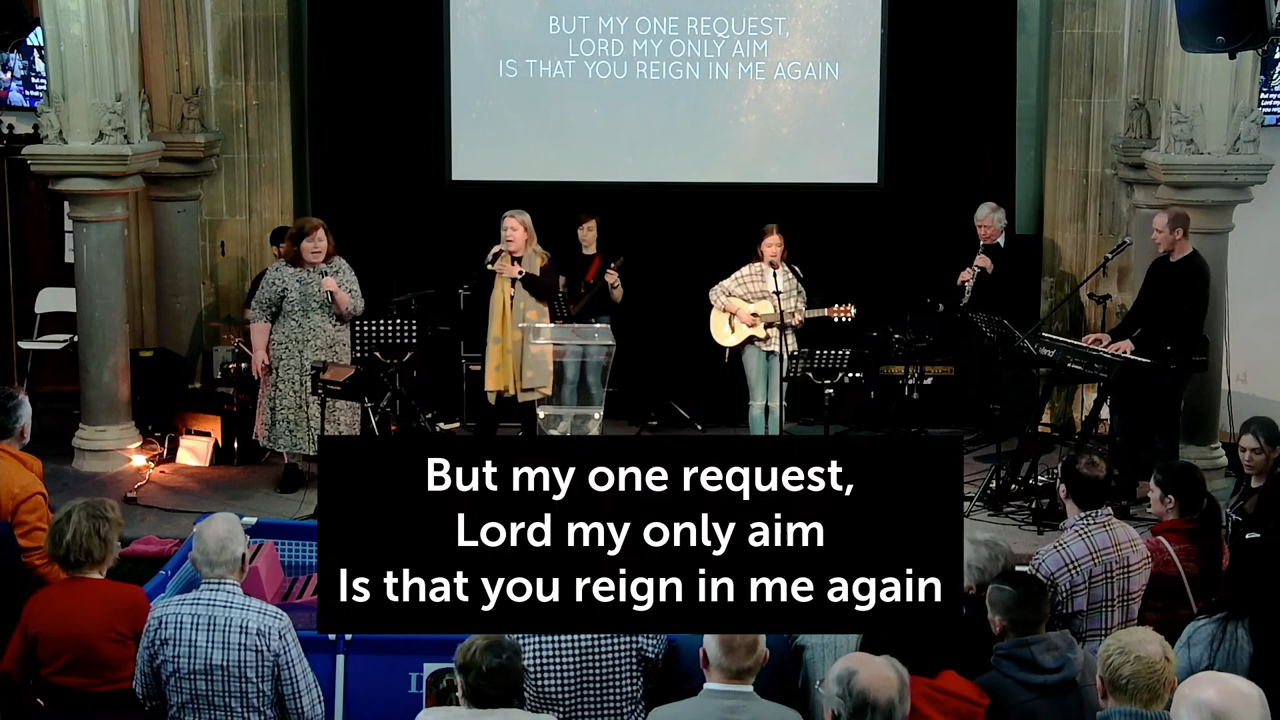 BUT MY ONE REQUEST,
LORD MY ONLY AIM
IS THAT YOU REIGN IN ME AGAIN
But my one request,
Lord my only aim
Is that you reign in me again